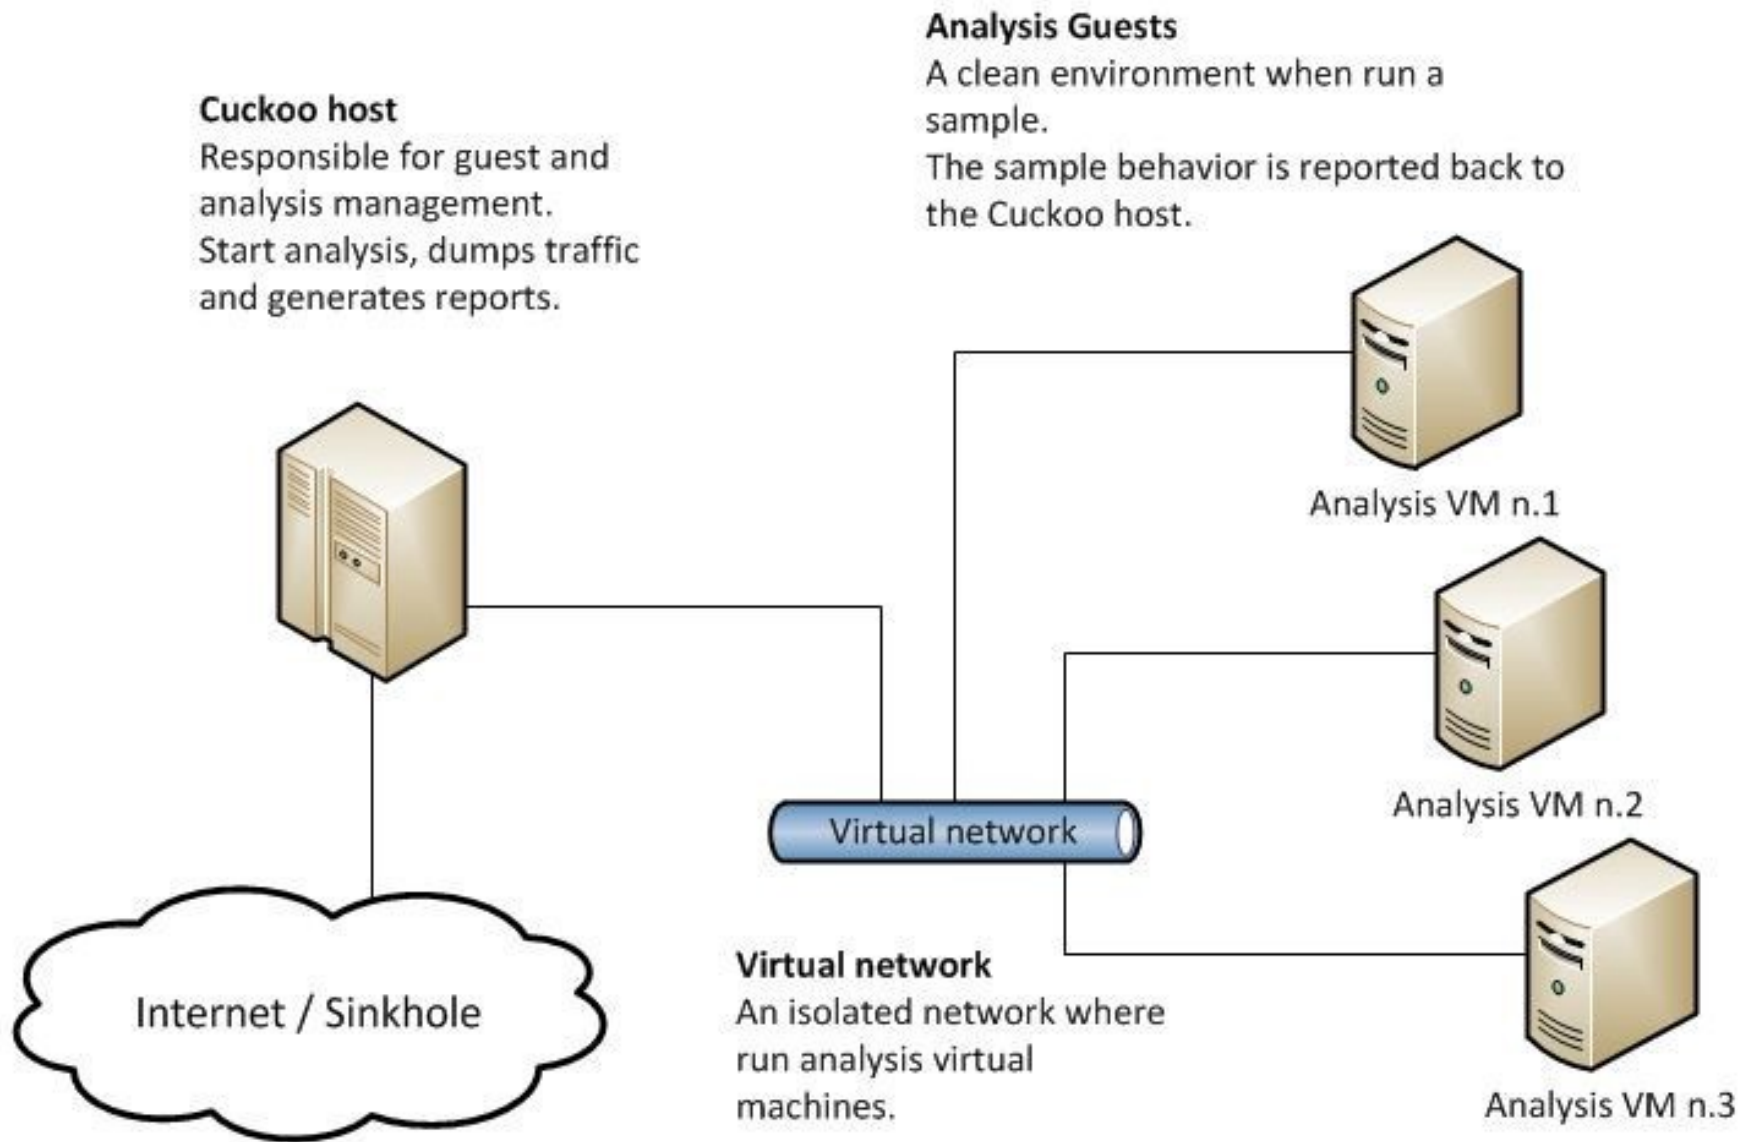 Cuckoo host
Responsible for guest and
analysis management.
Start analysis, dumps traffic
and generates reports.
Analysis Guests
A clean environment when run a
sample.
The sample behavior is reported back to
the Cuckoo host.
Analysis VM n.1
Analysis VM n.2
Virtual network
Analysis VM n.3
Internet / Sinkhole
Virtual network
An isolated network where
run analysis virtual
machines.